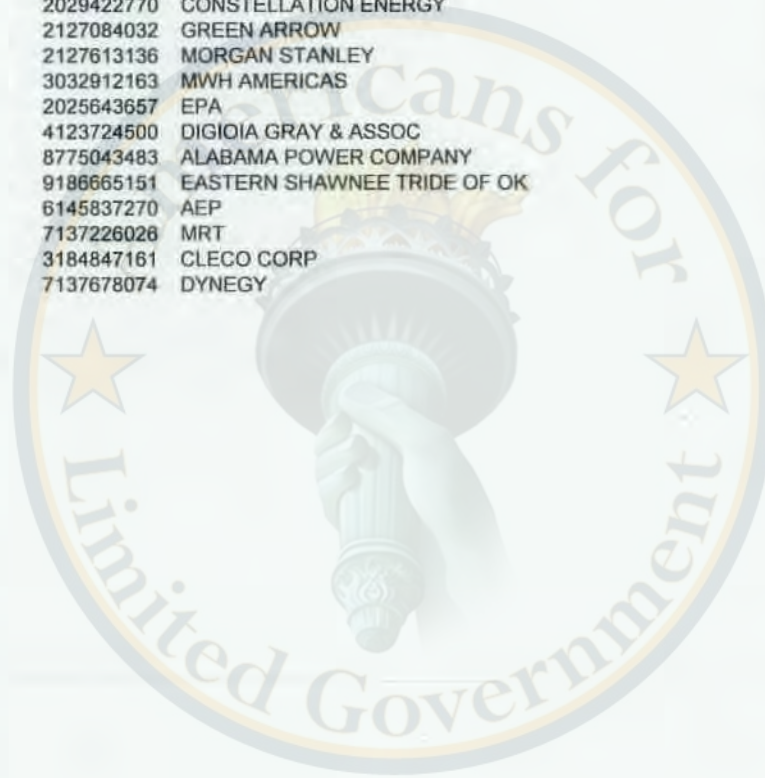 2029422770 CONSTELLATION ENERGY
2127084032 GREEN ARROW
2127613136 MORGAN STANLEY
3032912163 MWH AMERICAS
2025643657 EPA
4123724500 DIGIOIA GRAY & ASSOC
8775043483 ALABAMA POWER COMPANY
9186665151 EASTERN SHAWNEE TRIDE OF OK
6145837270 AEP
7137226026 MRT
3184847161 CLECO CORP
7137678074 DYNEGY
Americans for
Limited Government